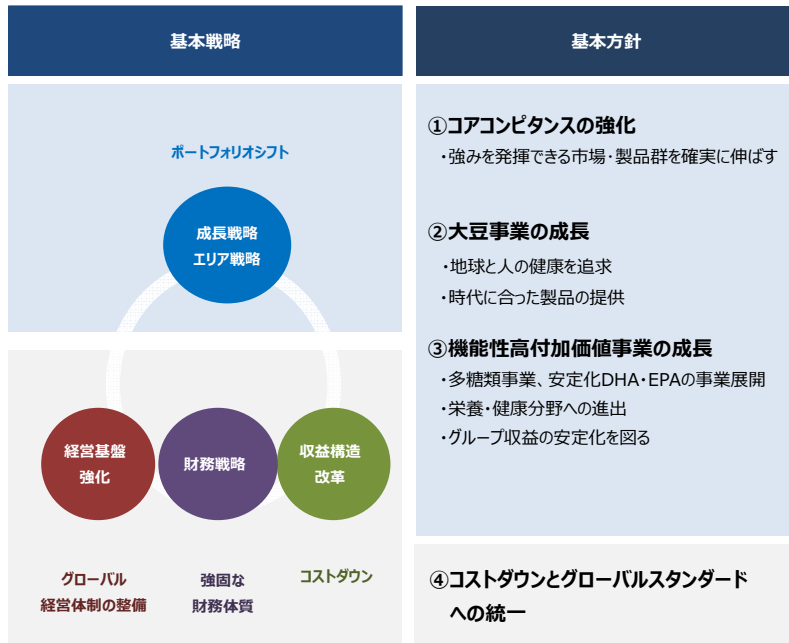 基本戦略
ポートフォリオシフト
成長戦略
エリア戦略
経営基盤
強化
財務戦略
収益構造
改革
グローバル
経営体制の整備
強固な
財務体質
コストダウン
基本方針
①コアコンピタンスの強化
・強みを発揮できる市場・製品群を確実に伸ばす
②大豆事業の成長
・地球と人の健康を追求
・時代に合った製品の提供
③機能性高付加価値事業の成長
・多糖類事業、安定化DHA・EPAの事業展開
・栄養・健康分野への進出
・グループ収益の安定化を図る
④コストダウンとグローバルスタンダード
への統一